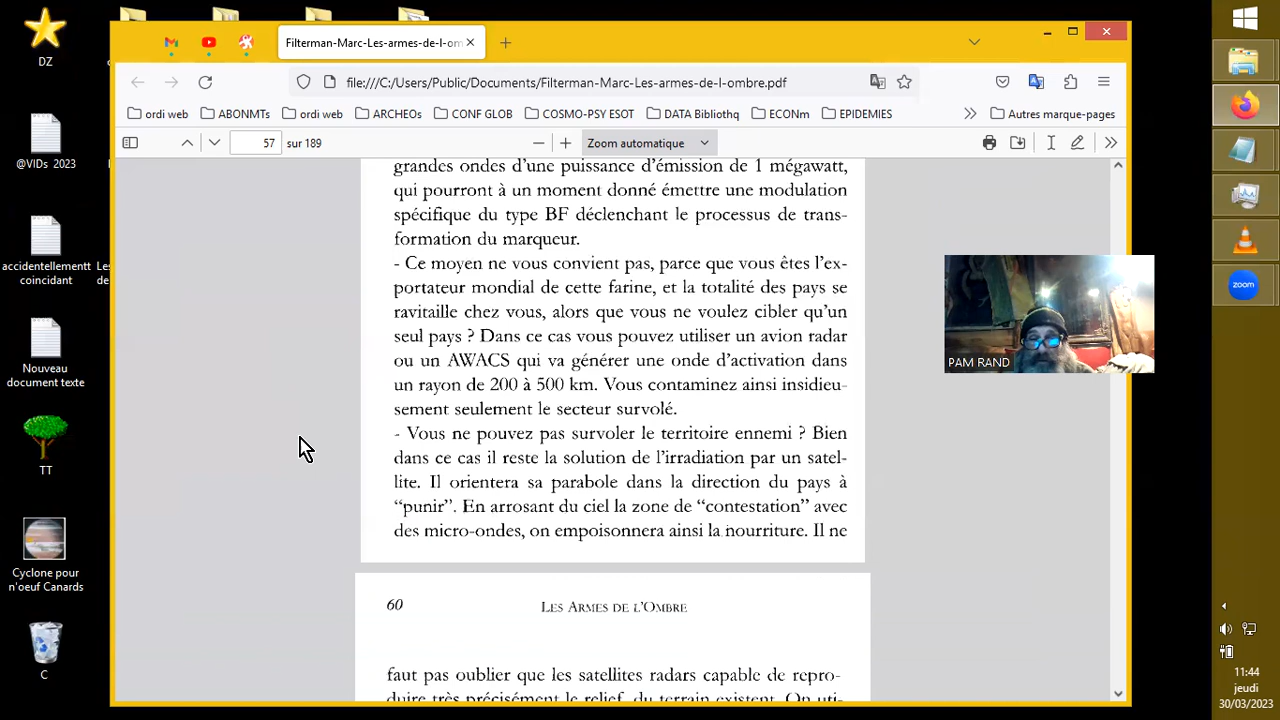 DZ
@VIDs 2023
accidentellementt
coincidant
Nouveau
document texte
TT
Cyclone pour
n'oeuf Canards
C
Filterman-Marc-Les-armes-de-l-om
file:///C:/Users/Public/Documents/Filterman-Marc-Les-armes-de-l-ombre.pdf
ordi web ABONMTs ordi web ARCHEOs CONF GLOB COSMO-PSY ESOT DATA Bibliothq ECONm EPIDEMIES Autres marque-pages
57 sur 189 Zoom automatique
grandes ondes d'une puissance d'émission de 1 mégawatt,
qui pourront à un moment donné émettre une modulation
spécifique du type BF déclenchant le processus de trans-
formation du marqueur.
- Ce moyen ne vous convient pas, parce que vous êtes l'ex-
portateur mondial de cette farine, et la totalité des pays se
ravitaille chez vous, alors que vous ne voulez cibler qu'un
seul pays ? Dans ce cas vous pouvez utiliser un avion radar
ou un AWACS qui va générer une onde d'activation dans
un rayon de 200 à 500 km. Vous contaminez ainsi insidieu-
sement seulement le secteur survolé.
- Vous ne pouvez pas survoler le territoire ennemi ? Bien
dans ce cas il reste la solution de l'irradiation par un satel-
lite. Il orientera sa parabole dans la direction du pays à
“punir”. En arrosant du ciel la zone de “contestation” avec
des micro-ondes, on empoisonnera ainsi la nourriture. Il ne
60 Les Armes de l'Ombre
faut pas oublier que les satellites radars capable de repro-
duire très précisément le relief du terrain existent. On uti-
PAM RAND
zoom
11:44
jeudi
30/03/2023